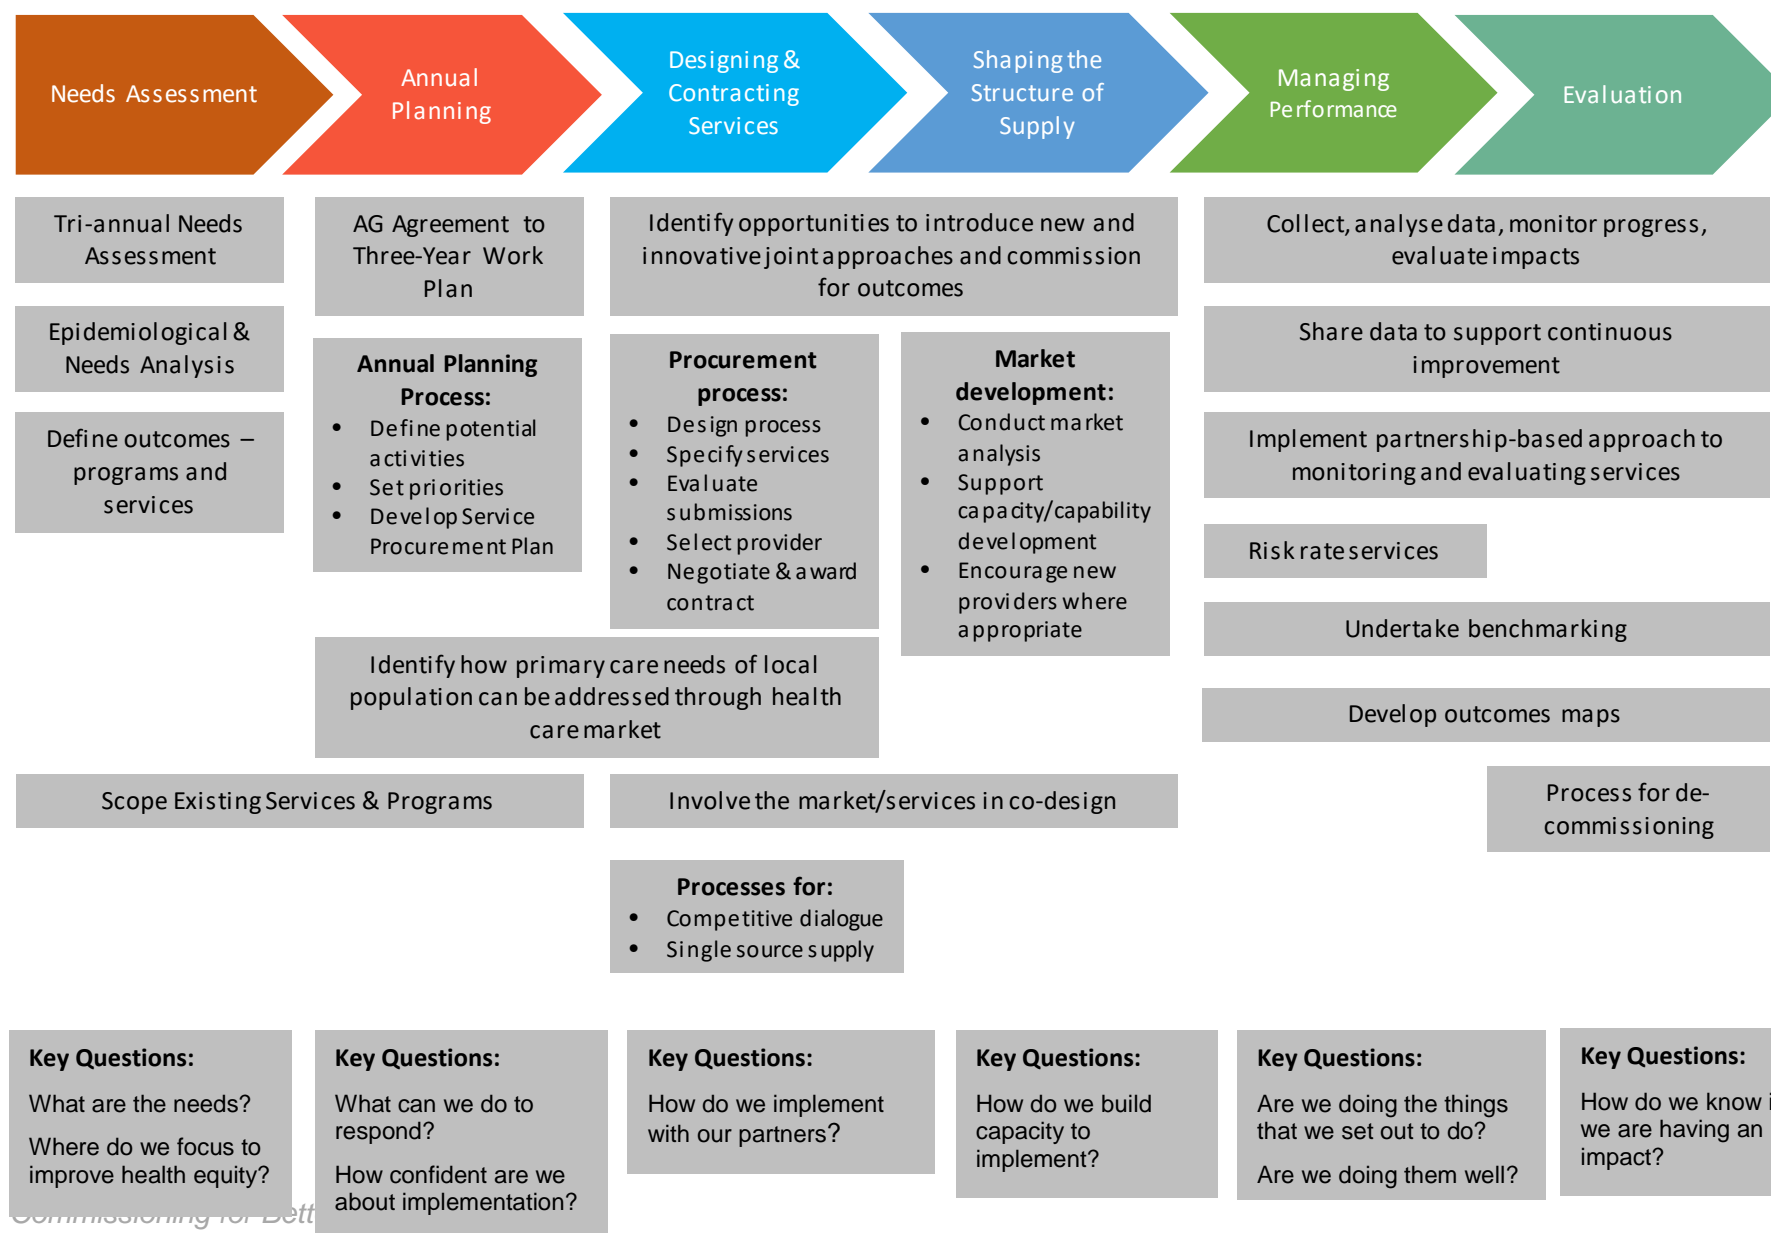 Needs Assessment
Annual
Planning
Designing &
Contracting
Services
Shaping the
Structure of
Supply
Managing
Performance
Evaluation
Tri-annual Needs
Assessment
Epidemiological &
Needs Analysis
Define outcomes –
programs and
services
AG Agreement to
Three-Year Work
Plan
Annual Planning
Process:
• Define potential
activities
• Set priorities
• Develop Service
Procurement Plan
Identify opportunities to introduce new and
innovative joint approaches and commission
for outcomes
Procurement
process:
• Design process
• Specify services
• Evaluate
submissions
• Select provider
• Negotiate & award
contract
Market
development:
• Conduct market
analysis
• Support
capacity/capability
development
• Encourage new
providers where
appropriate
Collect, analyse data, monitor progress,
evaluate impacts
Share data to support continuous
improvement
Implement partnership-based approach to
monitoring and evaluating services
Risk rate services
Undertake benchmarking
Develop outcomes maps
Process for de-
commissioning
Identify how primary care needs of local
population can be addressed through health
care market
Scope Existing Services & Programs
Involve the market/services in co-design
Processes for:
• Competitive dialogue
• Single source supply
Key Questions:
What are the needs?
Where do we focus to
improve health equity?
Key Questions:
What can we do to
respond?
How confident are we
about implementation?
Key Questions:
How do we implement
with our partners?
Key Questions:
How do we build
capacity to
implement?
Key Questions:
Are we doing the things
that we set out to do?
Are we doing them well?
Key Questions:
How do we know
we are having an
impact?
Commissioning for